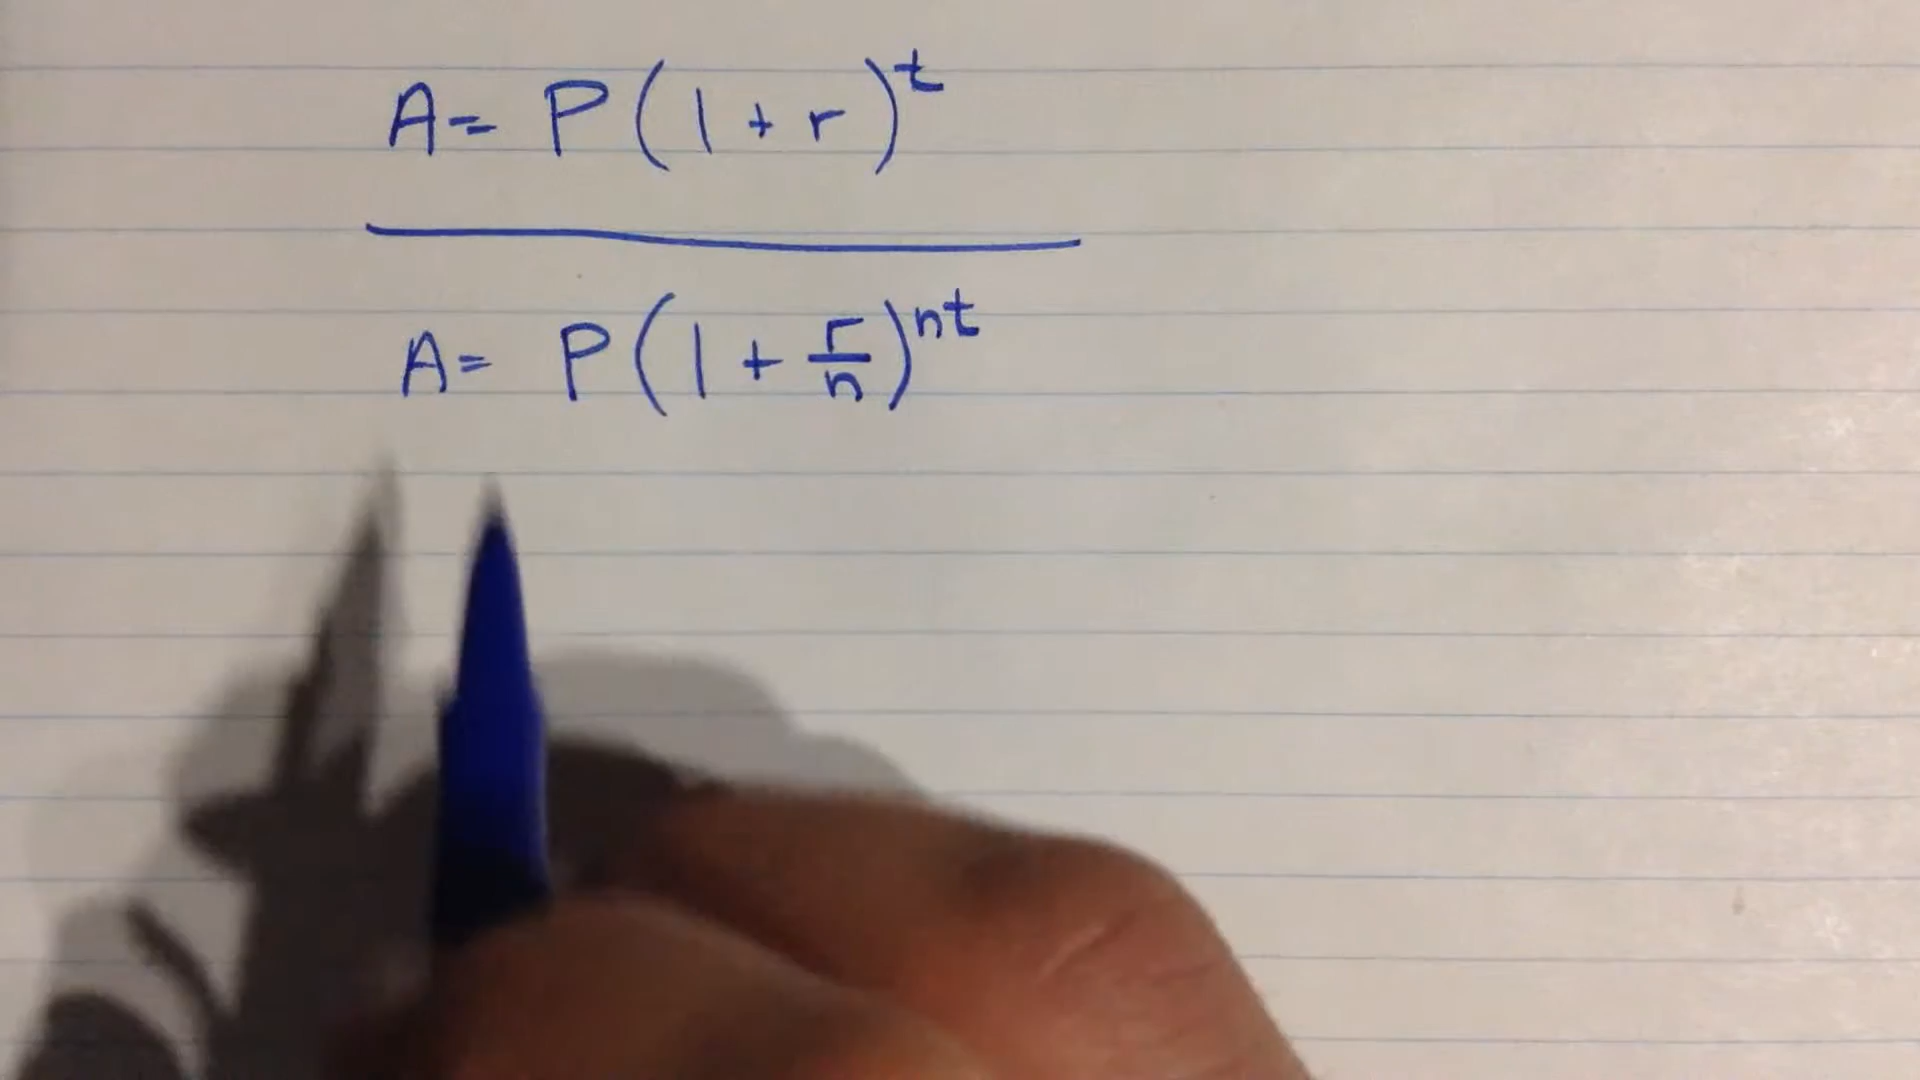 A = P(1 + r)^t
A = P(1 + r/n)^nt